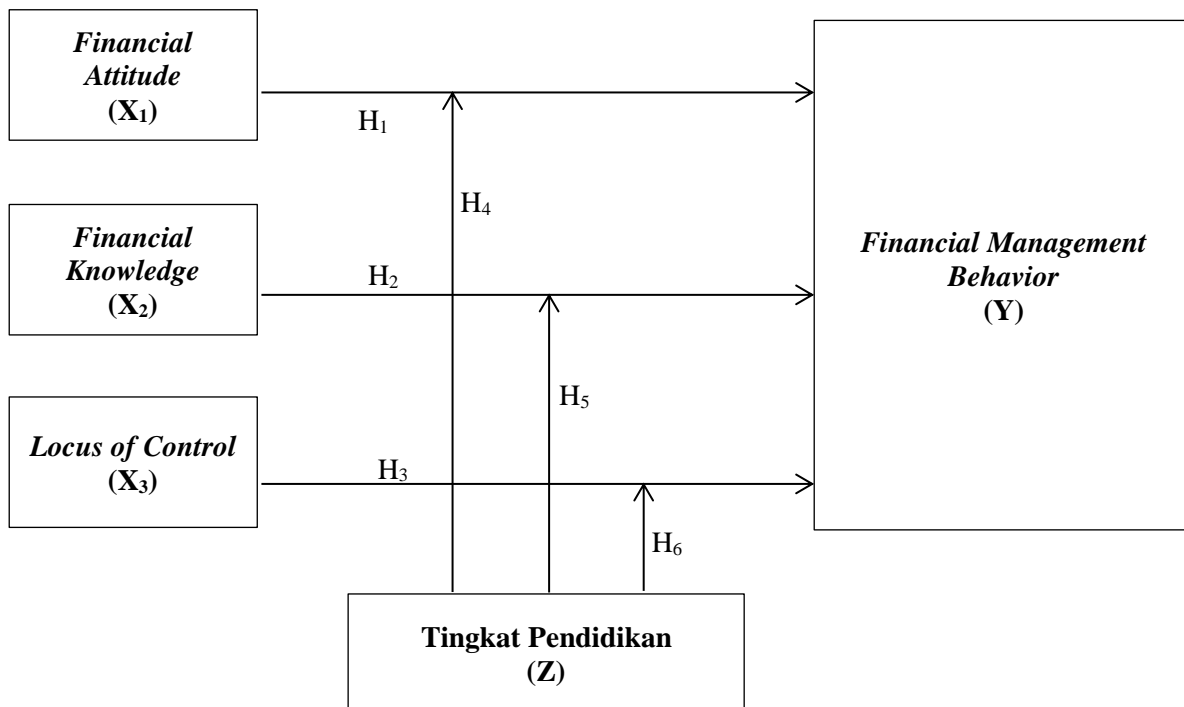 Financial
Attitude
(X₁)
H₁
H₄
Financial
Knowledge
(X₂)
H₂
H₅
Locus of Control
(X₃)
H₃
H₆
Financial Management
Behavior
(Y)
Tingkat Pendidikan
(Z)